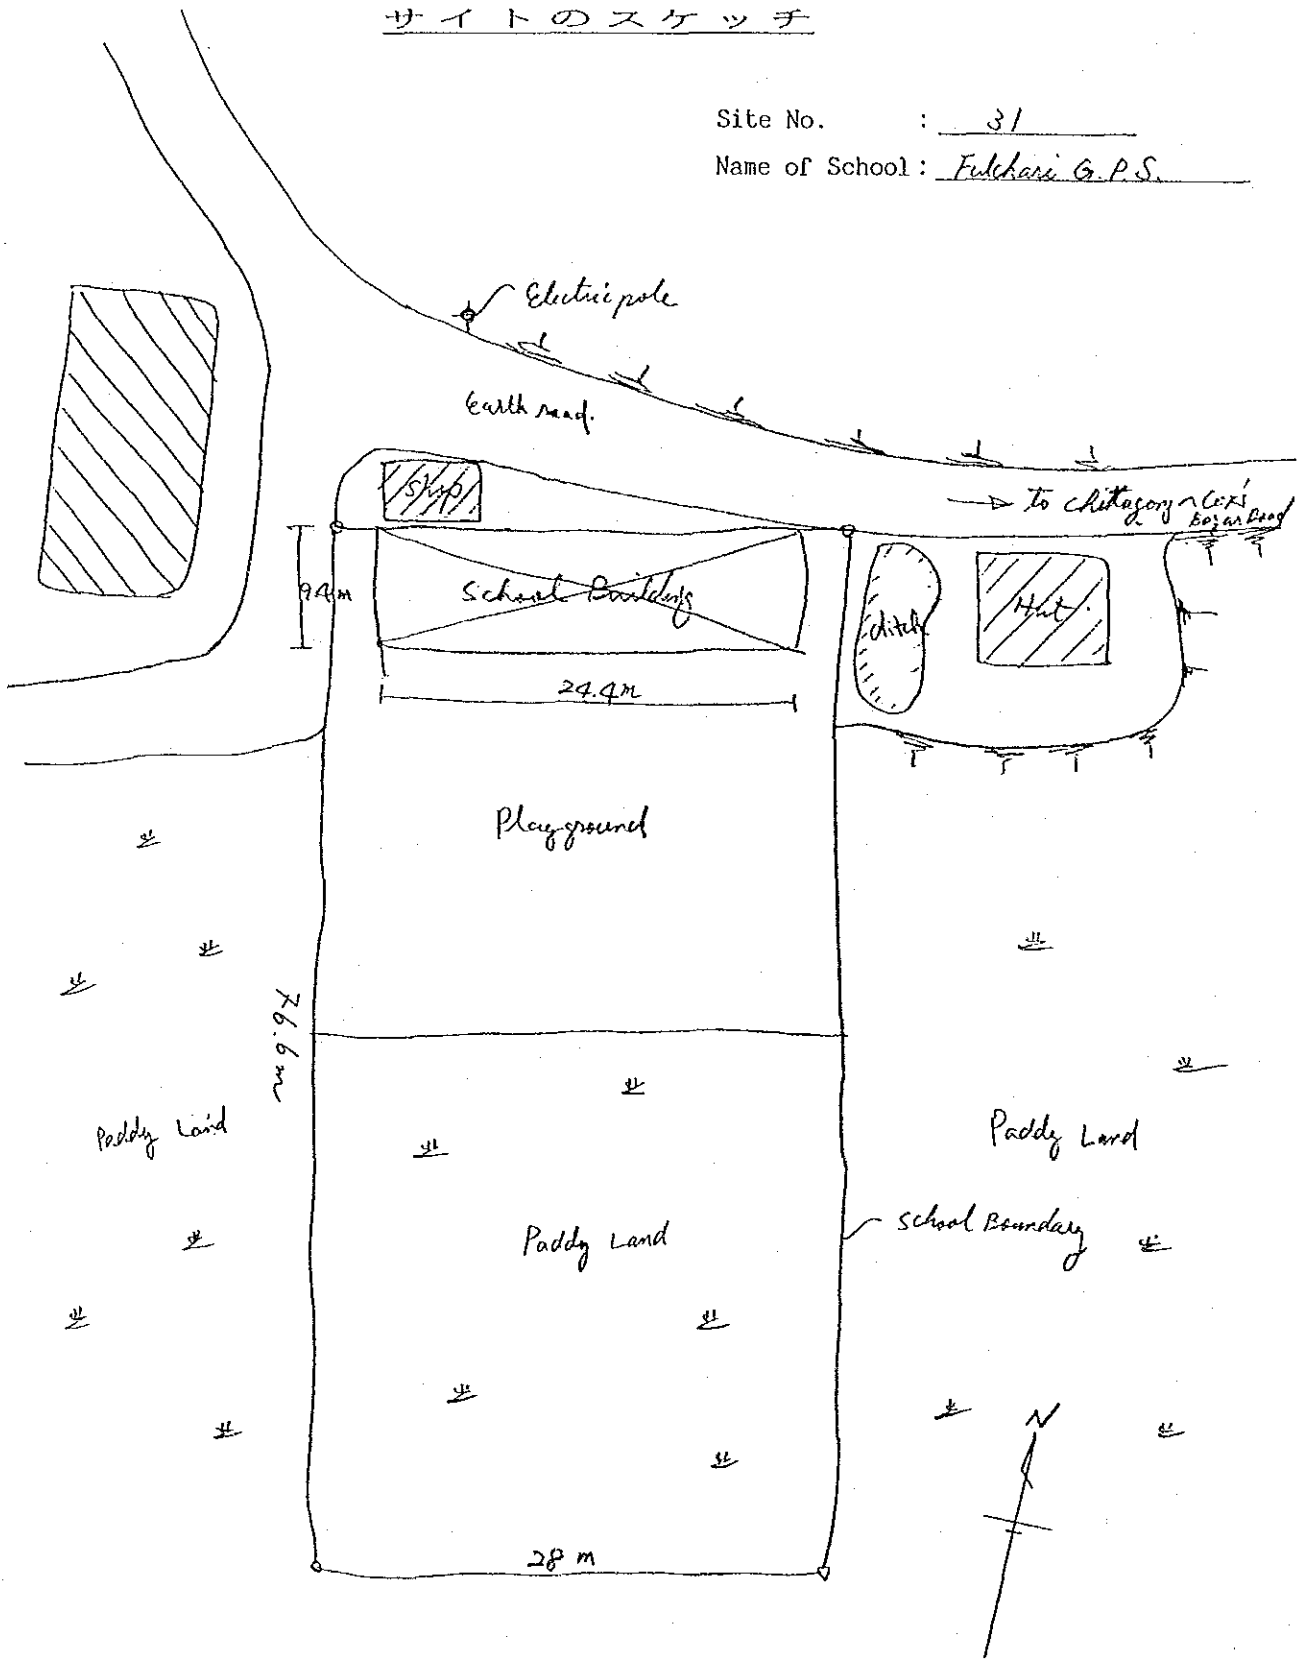 サイトのスケッチ
Site No. : 31
Name of School : Fulchari G.P.S.
Electric pole
Earth road.
Shop
to chittagong ~ Cox's
Bazar Road
94m
School Building
ditch
Hut.
24.4m
Playground
76.6m
Paddy Land
Paddy Land
Paddy Land
School Boundary
N
28 m